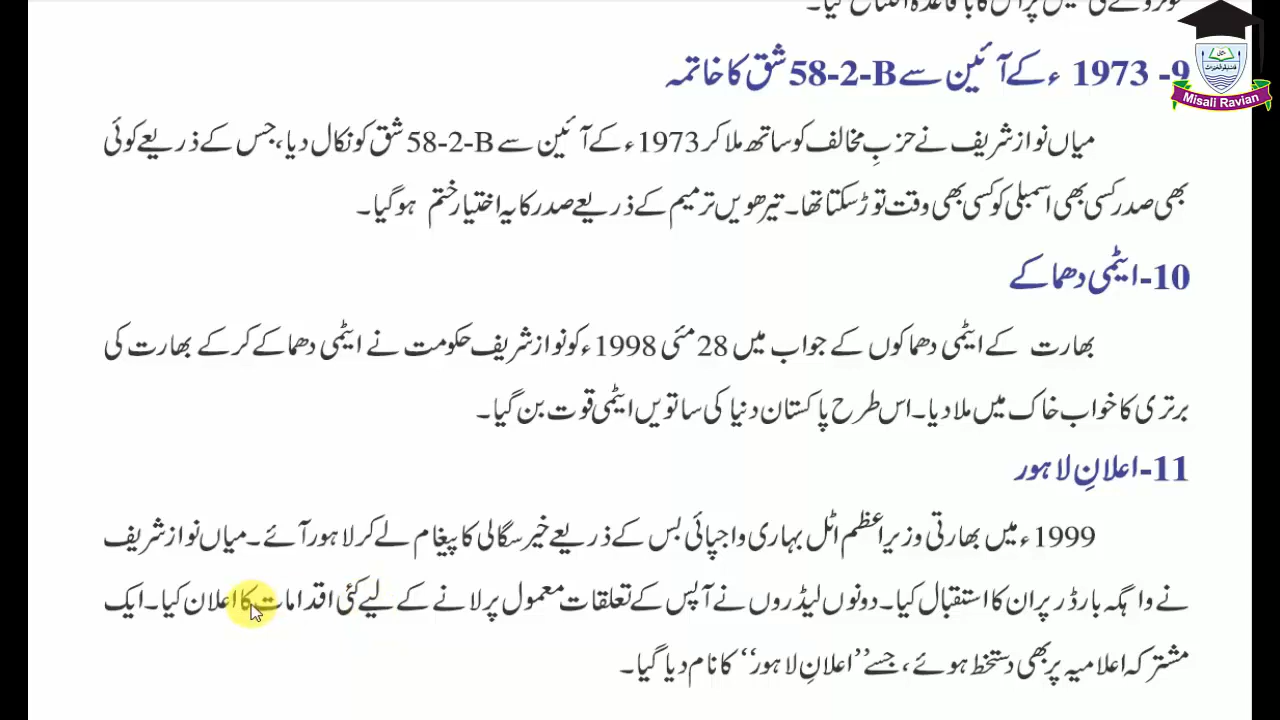 9- 1973ء کے آئین سے 58-2-B شق کا خاتمہ
Misali Ravian
میاں نواز شریف نے حزبِ مخالف کو ساتھ ملا کر 1973ء کے آئین سے 58-2-B شق کو نکال دیا، جس کے ذریعے کوئی
بھی صدر کسی بھی اسمبلی کو کسی بھی وقت توڑ سکتا تھا۔ تیرھویں ترمیم کے ذریعے صدر کا یہ اختیار ختم ہو گیا۔
10- ایٹمی دھماکے
بھارت کے ایٹمی دھماکوں کے جواب میں 28 مئی 1998ء کو نواز شریف حکومت نے ایٹمی دھماکے کر کے بھارت کی
برتری کا خواب خاک میں ملا دیا۔ اس طرح پاکستان دنیا کی ساتویں ایٹمی قوت بن گیا۔
11- اعلانِ لاہور
1999ء میں بھارتی وزیرِ اعظم اٹل بہاری واجپائی بس کے ذریعے خیر سگالی کا پیغام لے کر لاہور آئے۔ میاں نواز شریف
نے واہگہ بارڈر پر ان کا استقبال کیا۔ دونوں لیڈروں نے آپس کے تعلقات معمول پر لانے کے لیے کئی اقدامات کا اعلان کیا۔ ایک
مشترکہ اعلامیہ پر بھی دستخط ہوئے، جسے ”اعلانِ لاہور“ کا نام دیا گیا۔